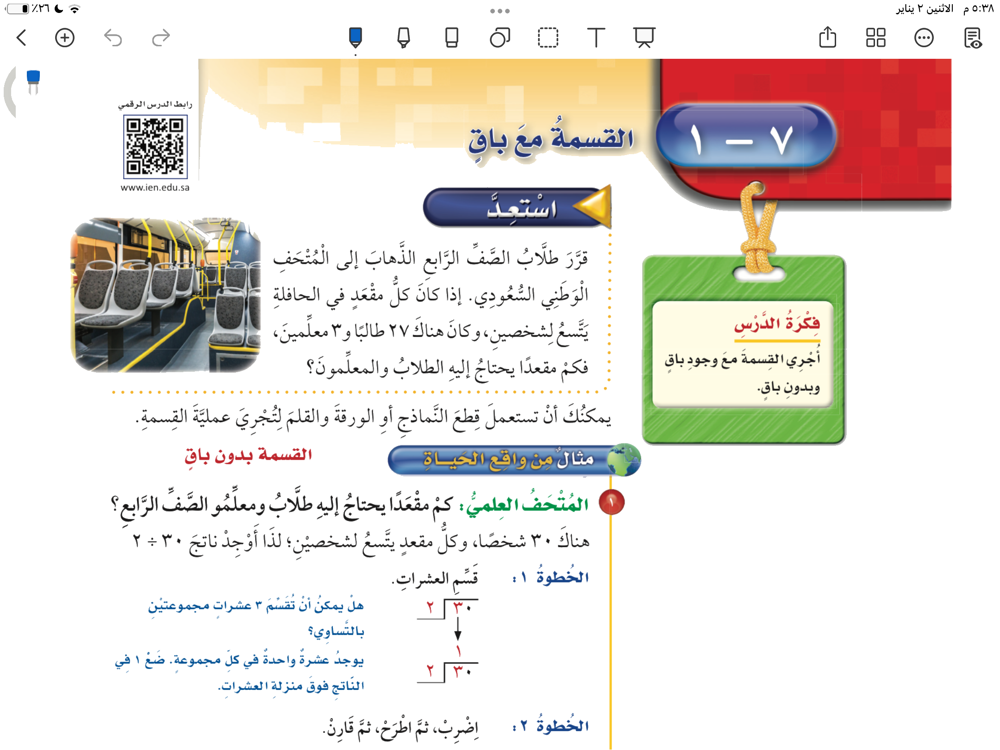 ٥:٣٨ م الاثنين ٢ يناير
٢٦٪
رابط الدرس الرقمي
www.ien.edu.sa
٧ – ١
القسمةُ معَ باقٍ
اسْتعِدَّ
قرَّرَ طلَّابُ الصَّفِّ الرَّابعِ الذَّهابَ إلى الْمُتْحَفِ
الْوَطَنِي السُّعُودِي. إذا كانَ كلُّ مقْعَدٍ في الحافلةِ
يَتَّسعُ لِشخصينِ، وكانَ هناكَ ٢٧ طالبًا و٣ معلِّمينَ،
فكمْ مقعدًا يحتاجُ إليهِ الطلابُ والمعلِّمونَ؟
فِكْرَةُ الدَّرْسِ
أُجْرِي القِسمةَ معَ وجودِ باقٍ
وبدونِ باقٍ.
يمكنُكَ أنْ تستعملَ قِطعَ النَّماذجِ أوِ الورقةَ والقلمَ لِتُجْرِيَ عمليَّةَ القِسمةِ.
مثالٌ مِن واقِعِ الحَيـاةِ
القسمة بدون باقٍ
١
المُتْحَفُ العِلميُّ: كمْ مقْعَدًا يحتاجُ إليهِ طلَّابُ ومعلِّمُو الصَّفِّ الرَّابعِ؟
هناكَ ٣٠ شخصًا، وكلُّ مقعدٍ يتَّسعُ لشخصيْنِ؛ لذَا أَوْجِدْ ناتجَ ٣٠ ÷ ٢
الخُطوةُ ١: قَسِّمِ العشراتِ.
٢ ٣٠
هلْ يمكنُ أنْ تُقَسَّمَ ٣ عشراتٍ مجموعتيْنِ
بالتَّساوِي؟
١
٢ ٣٠
يوجدُ عشرةٌ واحدةٌ في كلِّ مجموعةٍ. ضَعْ ١ فِي
النّاتجِ فوقَ منزلةِ العشراتِ.
الخُطوةُ ٢: اِضْرِبْ، ثمَّ اطْرَحْ، ثمَّ قَارِنْ.